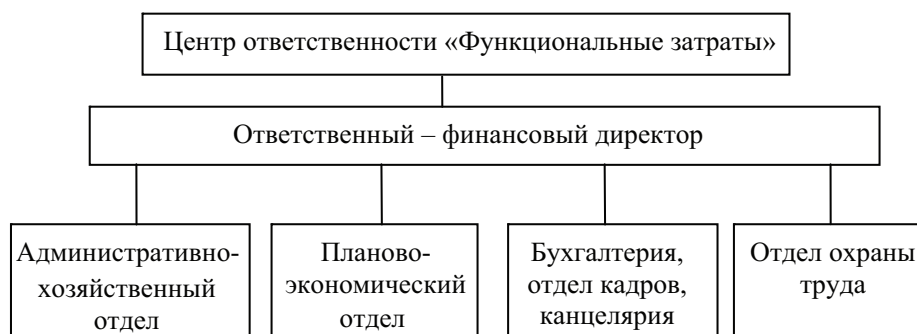 Центр ответственности «Функциональные затраты»
Ответственный – финансовый директор
Административно-
хозяйственный
отдел
Планово-
экономический
отдел
Бухгалтерия,
отдел кадров,
канцелярия
Отдел охраны
труда